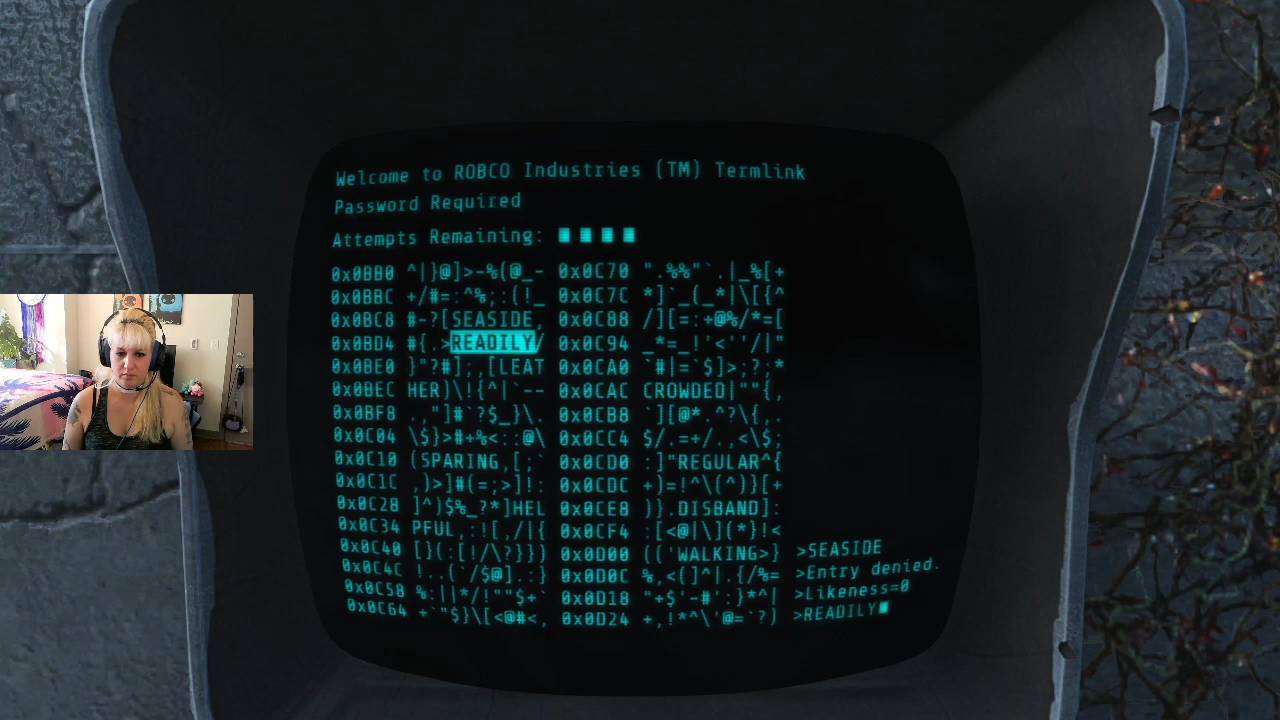 Welcome to ROBCO Industries (TM) Termlink
Password Required
Attempts Remaining: ■ ■ ■ ■
0x0BB0 ^|}@]>-%(@_- 0x0C70 ".%%"`.|_%[+
0x0BBC +/#=:^%;:(!_ 0x0C7C *]`_(_*|\[{^
0x0BC8 #-?[SEASIDE, 0x0C88 /][=:+@%/*=[
0x0BD4 #{.>READILY/ 0x0C94 _*=_!'<''/|"
0x0BE0 }"?#];,[LEAT 0x0CA0 `#|=`$]>;?;*
0x0BEC HER)\!{^|`-- 0x0CAC CROWDED|""{,
0x0BF8 .,"]#`?$_}\. 0x0CB8 `][@*.^?\{,.
0x0C04 \$}>#+%<::@\ 0x0CC4 $/.=+/.,<\$;
0x0C10 (SPARING,[;` 0x0CD0 :]"REGULAR^{
0x0C1C ,)>]#(=;>]!: 0x0CDC +)=!^\(^)}[+
0x0C28 ]^)$%_?*]HEL 0x0CE8 )}.DISBAND]:
0x0C34 PFUL,:![,/|{ 0x0CF4 :[<@|\](*}!<
0x0C40 [}(:[!/\?}}) 0x0D00 (('WALKING>} >SEASIDE
0x0C4C !..(`/$@].:} 0x0D0C %,<(]^|.{/%= >Entry denied.
0x0C58 %:||*/!""$+` 0x0D18 "+$'-#':}*^| >Likeness=0
0x0C64 +`"$}\[<@#<, 0x0D24 +,!*^\'@=`?) >READILY■